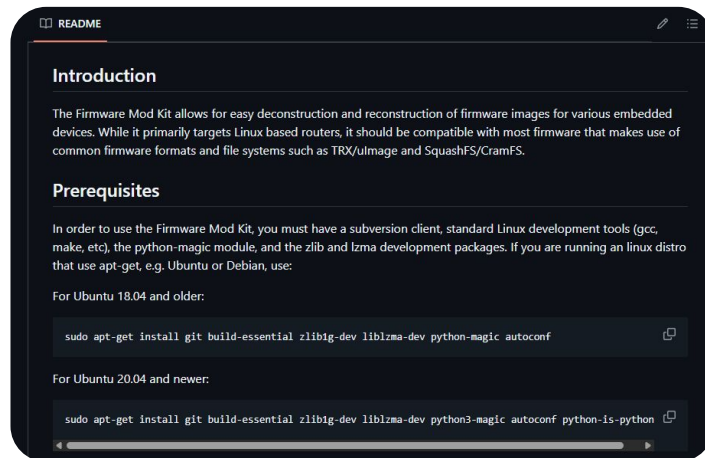 README
Introduction
The Firmware Mod Kit allows for easy deconstruction and reconstruction of firmware images for various embedded
devices. While it primarily targets Linux based routers, it should be compatible with most firmware that makes use of
common firmware formats and file systems such as TRX/uImage and SquashFS/CramFS.
Prerequisites
In order to use the Firmware Mod Kit, you must have a subversion client, standard Linux development tools (gcc,
make, etc), the python-magic module, and the zlib and lzma development packages. If you are running an linux distro
that use apt-get, e.g. Ubuntu or Debian, use:
For Ubuntu 18.04 and older:
sudo apt-get install git build-essential zlib1g-dev liblzma-dev python-magic autoconf
For Ubuntu 20.04 and newer:
sudo apt-get install git build-essential zlib1g-dev liblzma-dev python3-magic autoconf python-is-python